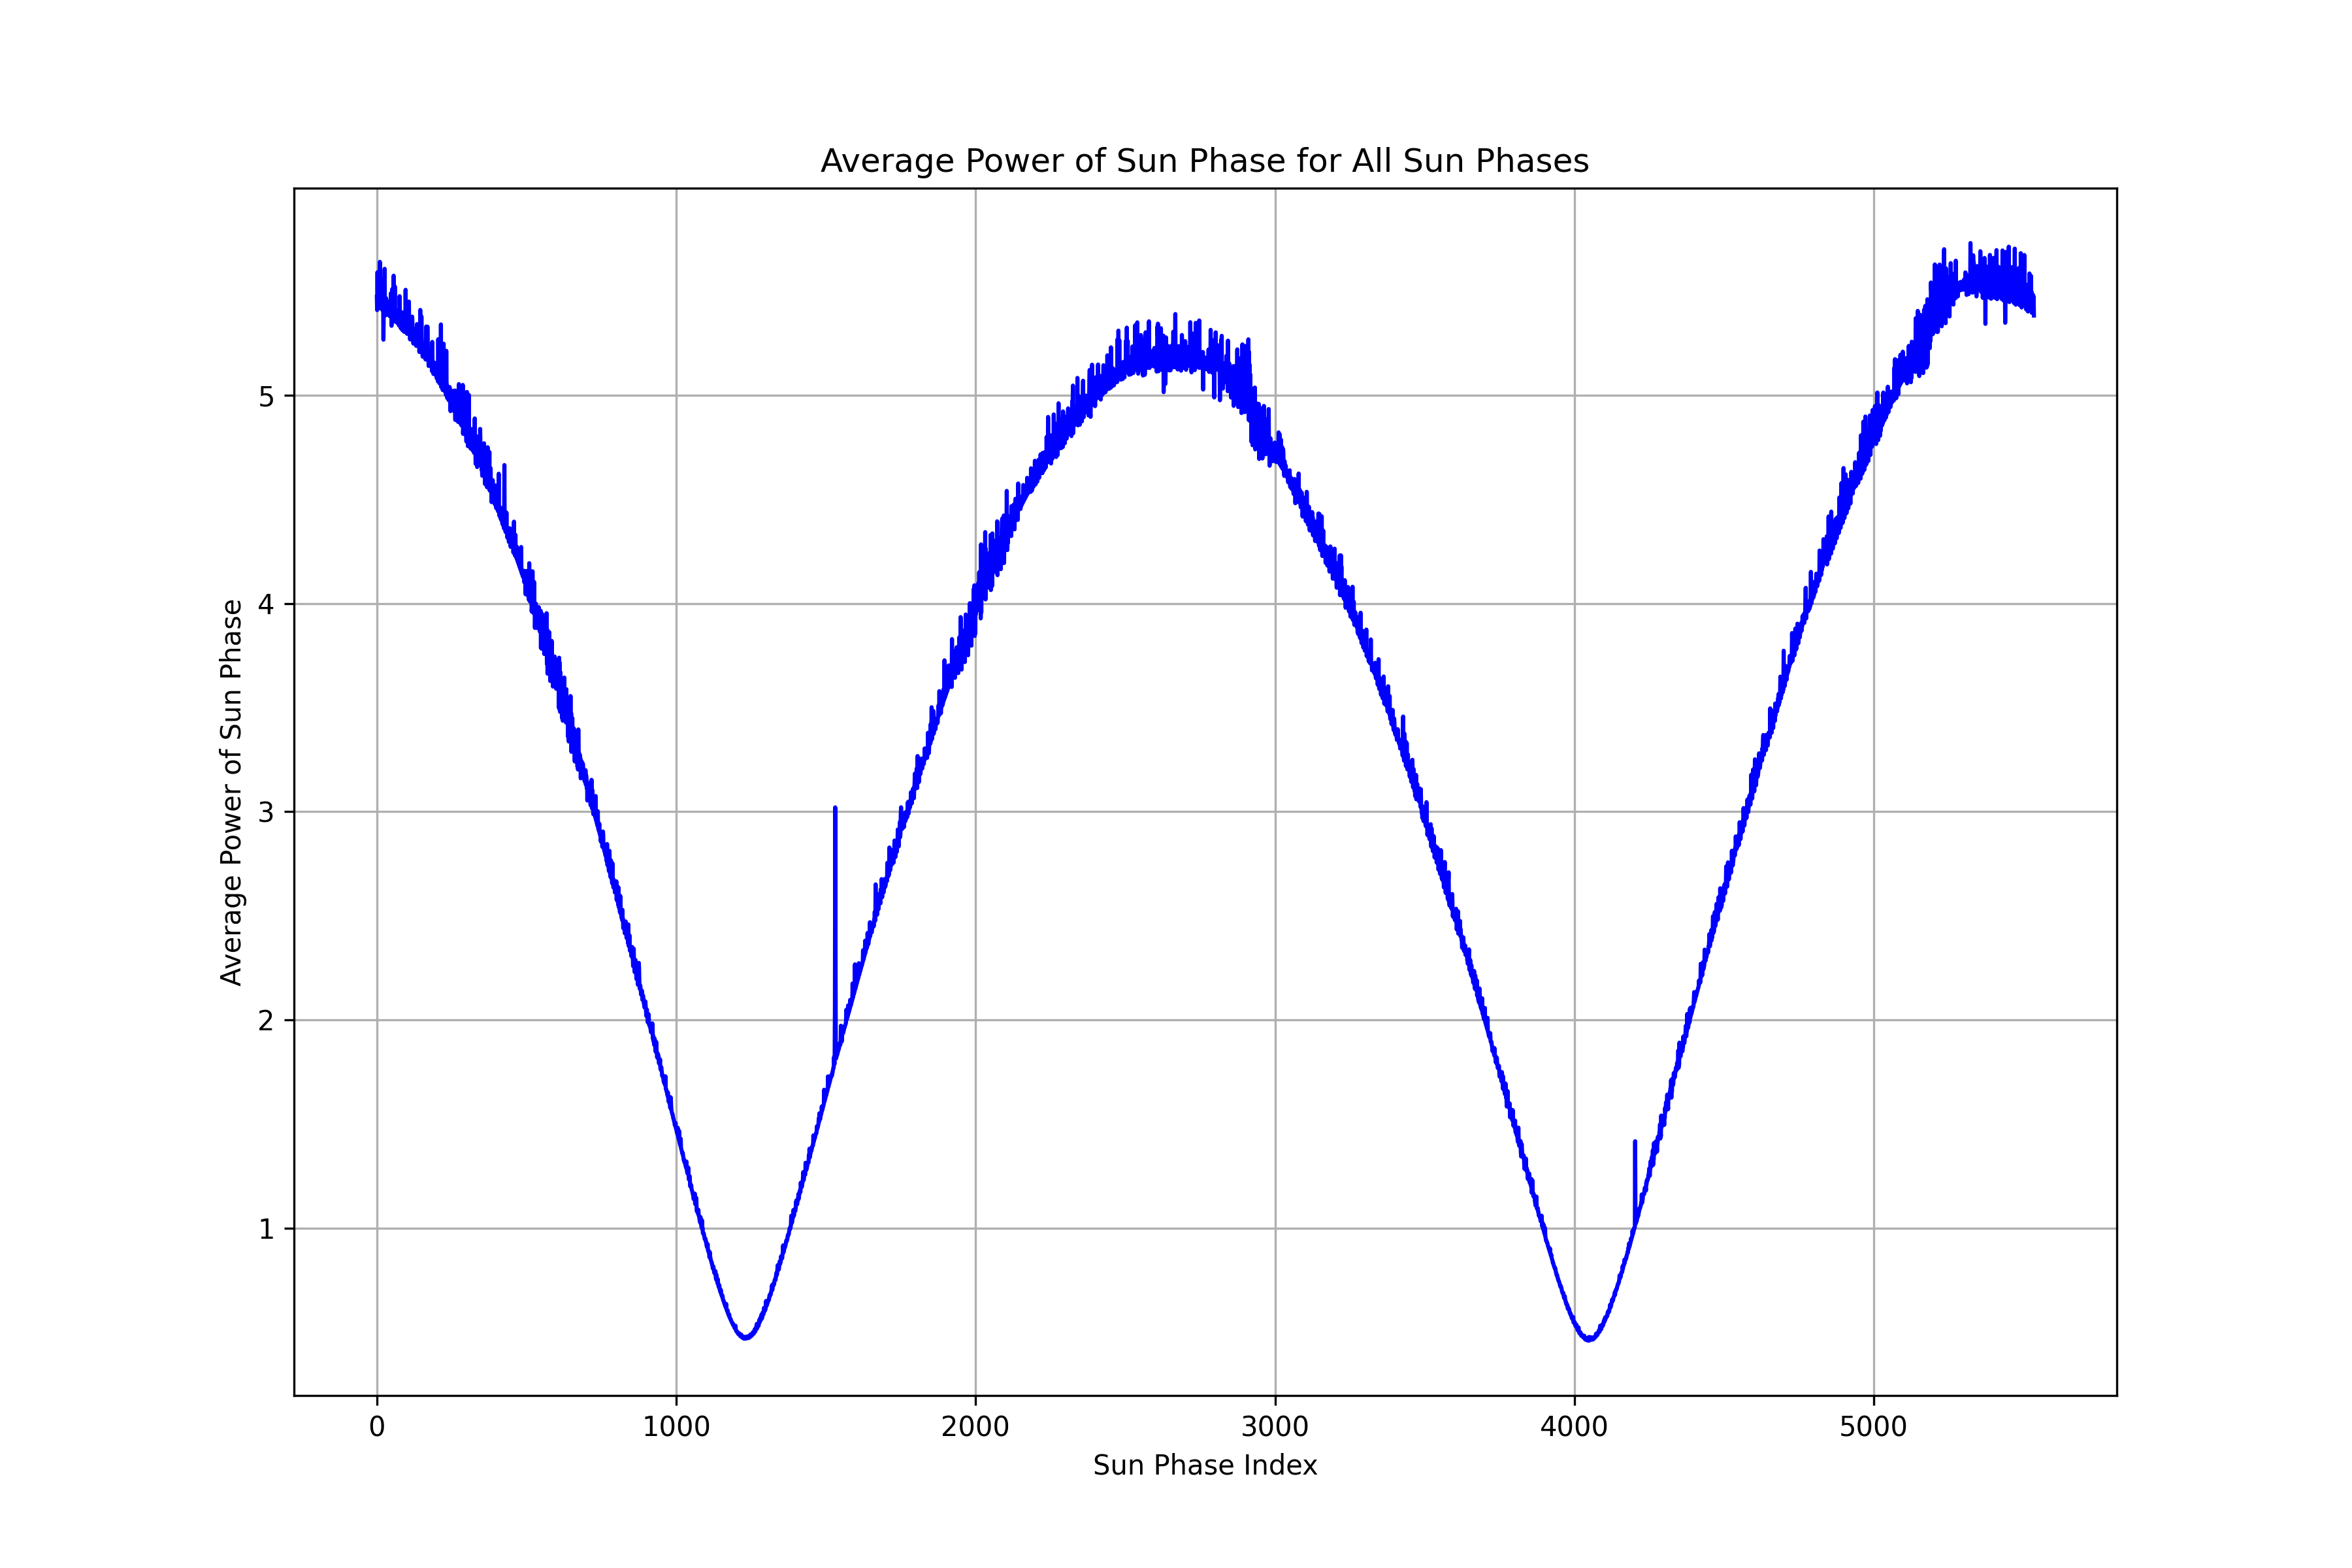 Average Power of Sun Phase for All Sun Phases
Average Power of Sun Phase
5
4
3
2
1
0 1000 2000 3000 4000 5000
Sun Phase Index